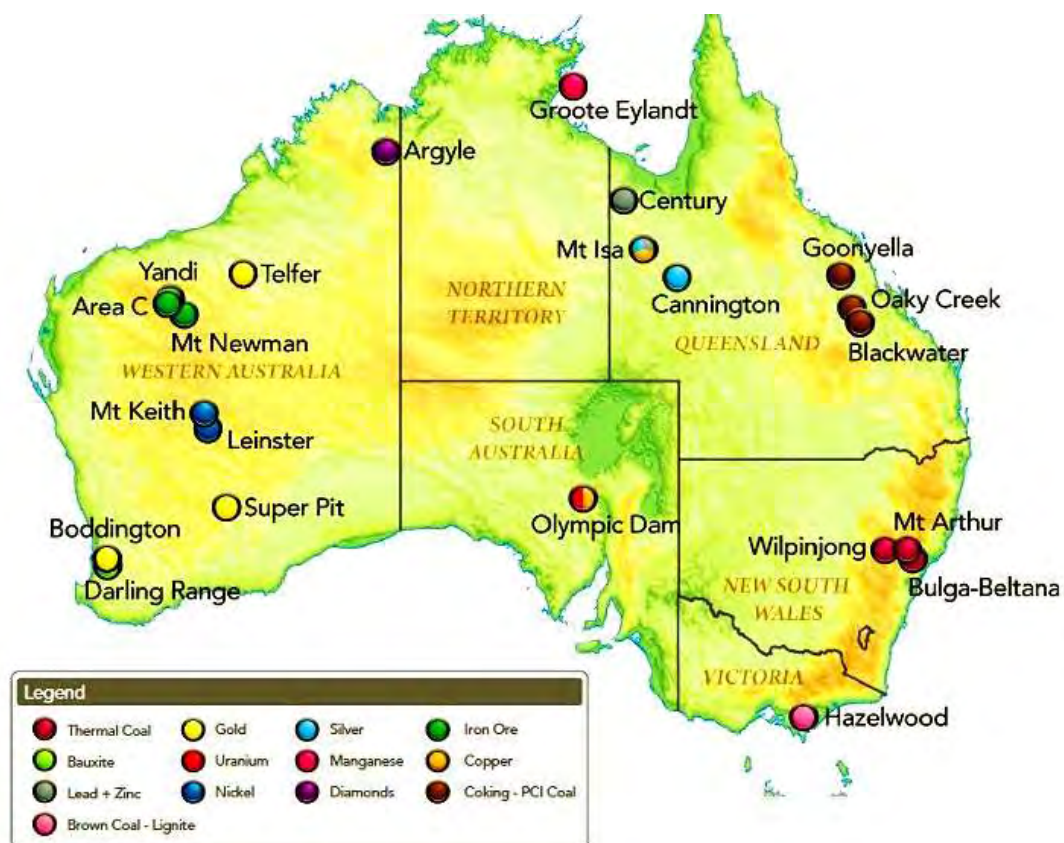 Groote Eylandt
Argyle
Century
Mt Isa
Goonyella
Yandi
Telfer
Cannington
Area C
NORTHERN
TERRITORY
Oaky Creek
Mt Newman
QUEENSLAND
Blackwater
WESTERN AUSTRALIA
Mt Keith
Leinster
SOUTH
AUSTRALIA
Super Pit
Olympic Dam
Boddington
Mt Arthur
Wilpinjong
Darling Range
NEW SOUTH
WALES
Bulga-Beltana
VICTORIA
Hazelwood
Legend
Thermal Coal
Gold
Silver
Iron Ore
Bauxite
Uranium
Manganese
Copper
Lead + Zinc
Nickel
Diamonds
Coking - PCI Coal
Brown Coal - Lignite